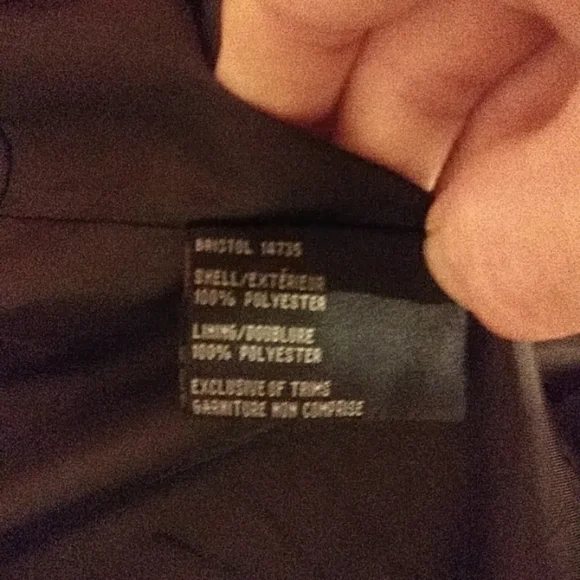 BRISTOL 14735
SHELL/EXTÉRIEUR
100% POLYESTER
LINING/DOUBLURE
100% POLYESTER
EXCLUSIVE OF TRIMS
GARNITURE NON COMPRISE